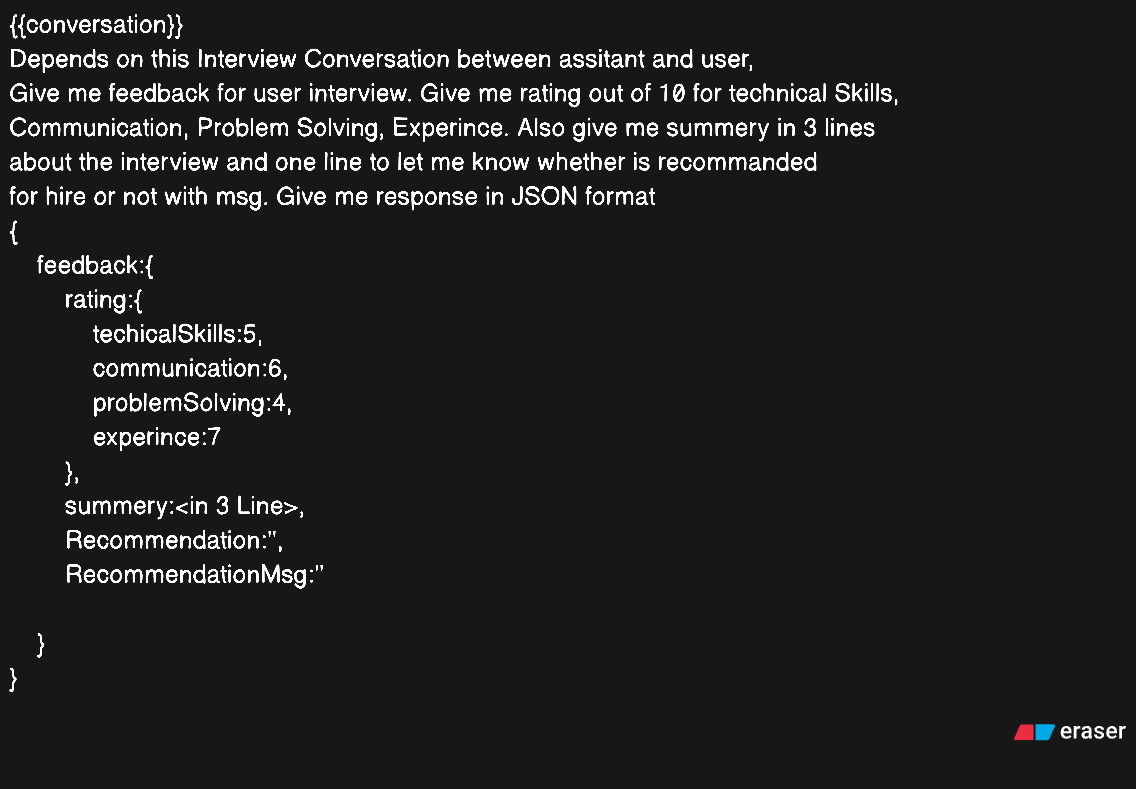 {{conversation}}
Depends on this Interview Conversation between assitant and user,
Give me feedback for user interview. Give me rating out of 10 for technical Skills,
Communication, Problem Solving, Experince. Also give me summery in 3 lines
about the interview and one line to let me know whether is recommanded
for hire or not with msg. Give me response in JSON format
{
feedback:{
rating:{
techicalSkills:5,
communication:6,
problemSolving:4,
experince:7
},
summery:<in 3 Line>,
Recommendation:'',
RecommendationMsg:''
}
}
eraser